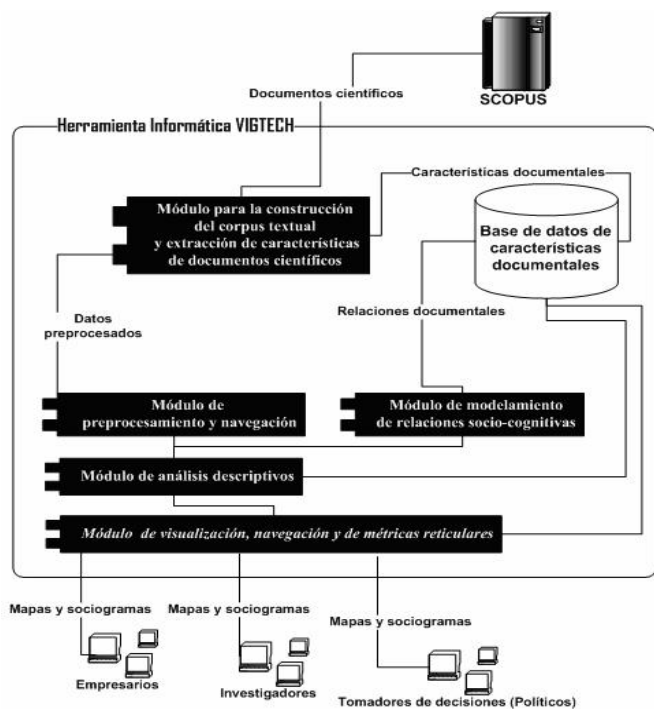 SCOPUS
Documentos científicos
Herramienta Informática VIGTECH
Características documentales
Módulo para la construcción
del corpus textual
y extracción de características
de documentos científicos
Base de datos de
características
documentales
Datos
preprocesados
Relaciones documentales
Módulo de
preprocesamiento y navegación
Módulo de modelamiento
de relaciones socio-cognitivas
Módulo de análisis descriptivos
Módulo de visualización, navegación y de métricas reticulares
Mapas y sociogramas
Mapas y sociogramas
Mapas y sociogramas
Empresarios
Investigadores
Tomadores de decisiones (Políticos)